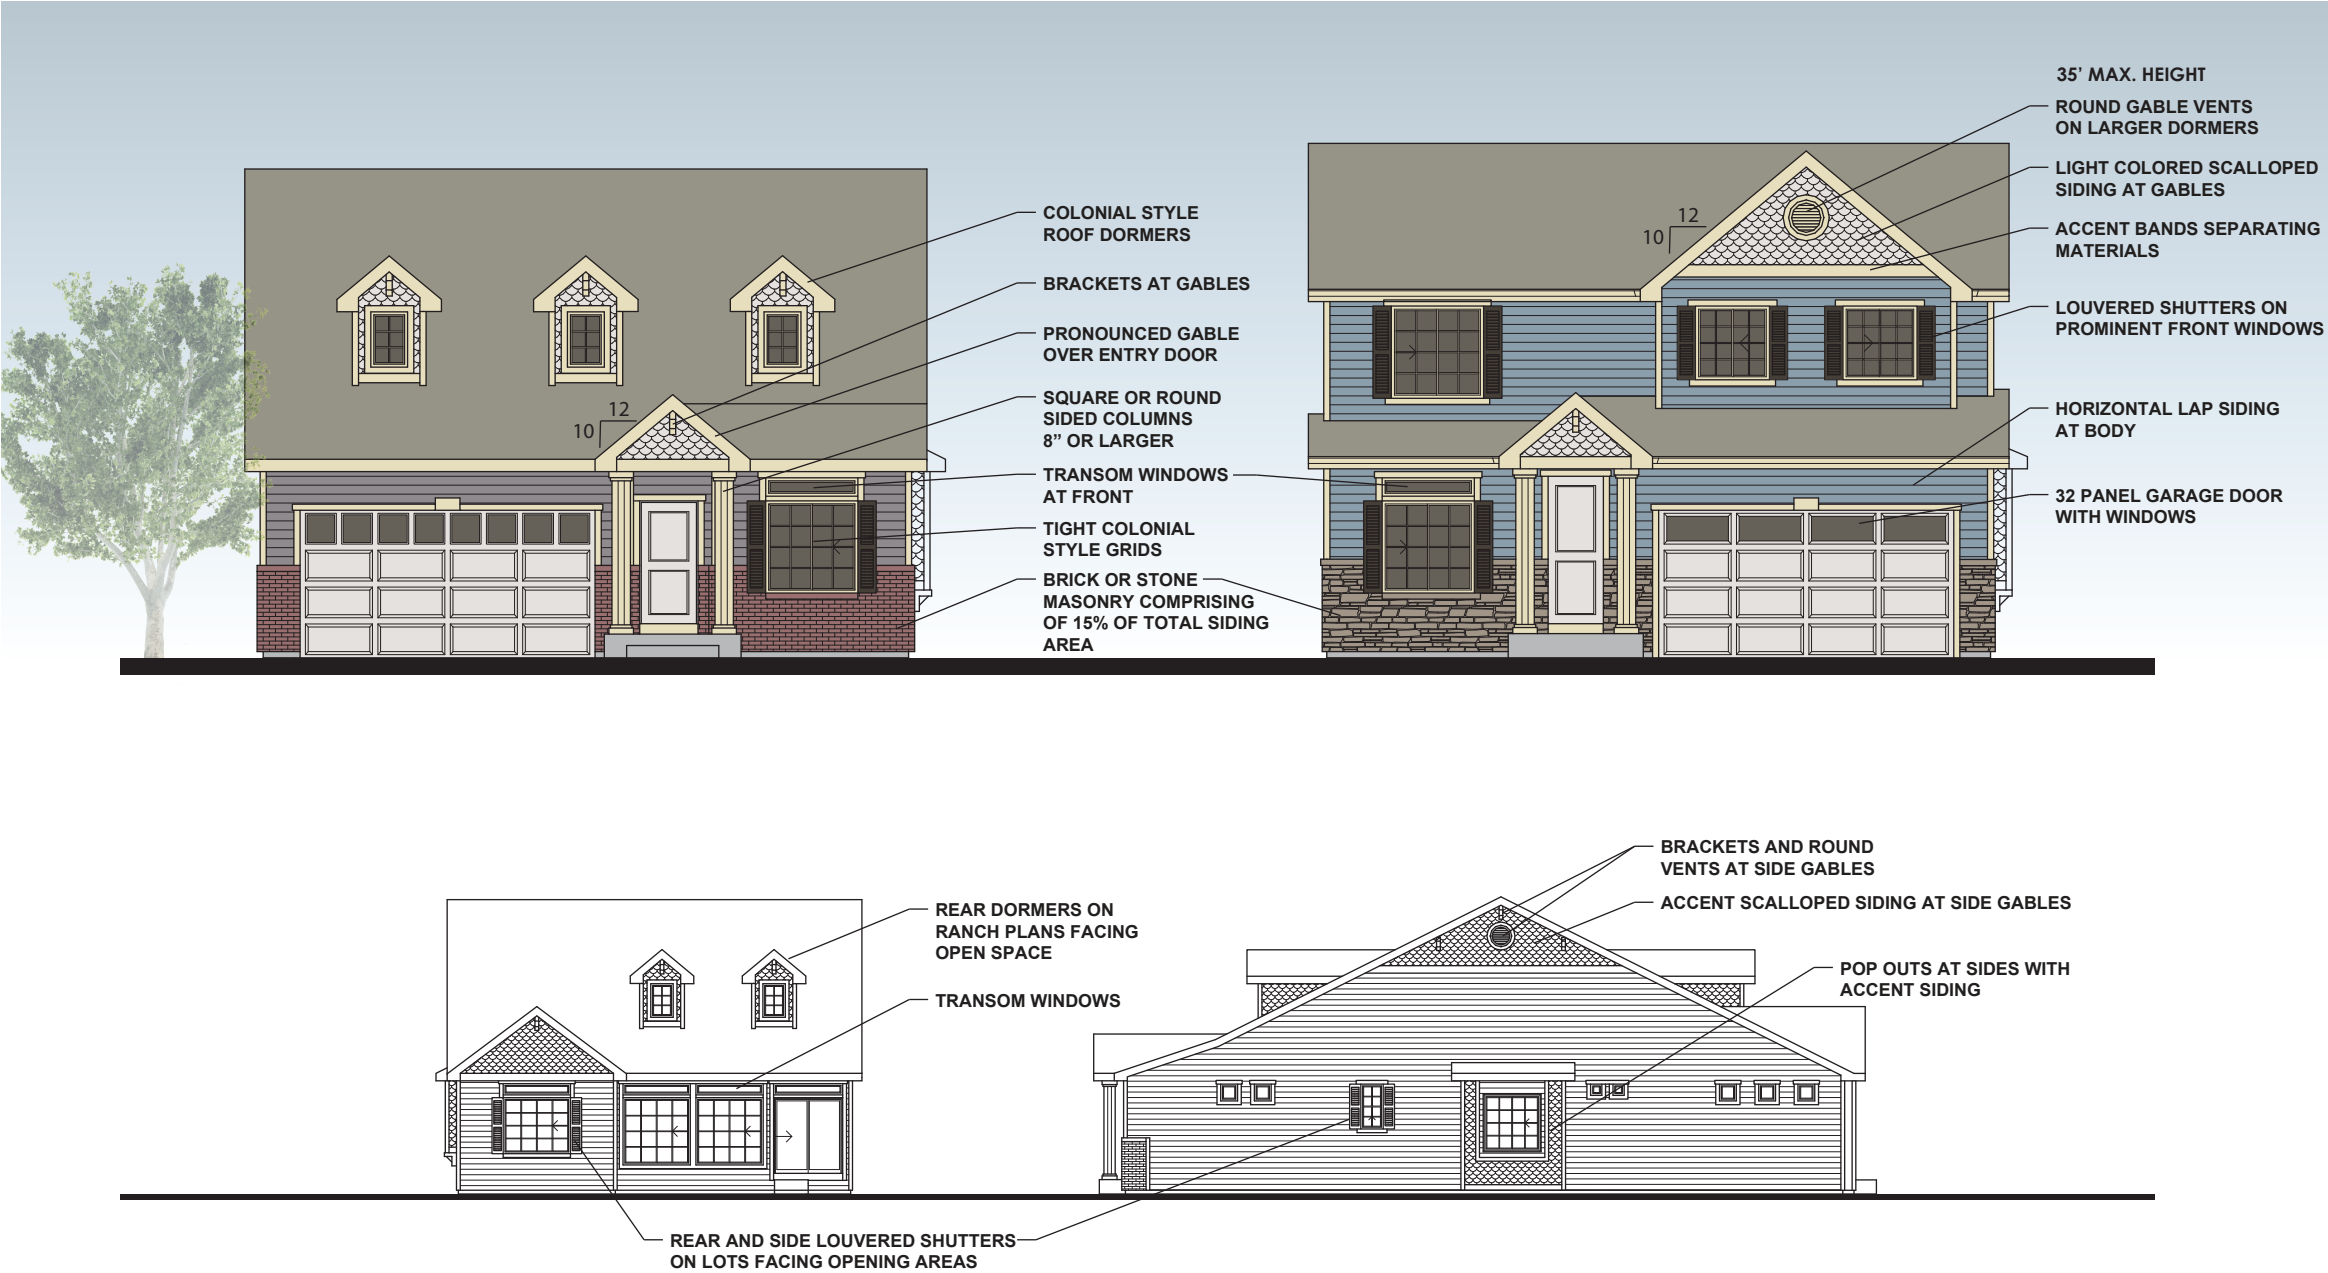 35’ MAX. HEIGHT
ROUND GABLE VENTS
ON LARGER DORMERS
LIGHT COLORED SCALLOPED
SIDING AT GABLES
12
10
ACCENT BANDS SEPARATING
MATERIALS
LOUVERED SHUTTERS ON
PROMINENT FRONT WINDOWS
HORIZONTAL LAP SIDING
AT BODY
32 PANEL GARAGE DOOR
WITH WINDOWS
COLONIAL STYLE
ROOF DORMERS
BRACKETS AT GABLES
PRONOUNCED GABLE
OVER ENTRY DOOR
12
10
SQUARE OR ROUND
SIDED COLUMNS
8” OR LARGER
TRANSOM WINDOWS
AT FRONT
TIGHT COLONIAL
STYLE GRIDS
BRICK OR STONE
MASONRY COMPRISING
OF 15% OF TOTAL SIDING
AREA
BRACKETS AND ROUND
VENTS AT SIDE GABLES
ACCENT SCALLOPED SIDING AT SIDE GABLES
REAR DORMERS ON
RANCH PLANS FACING
OPEN SPACE
POP OUTS AT SIDES WITH
ACCENT SIDING
TRANSOM WINDOWS
REAR AND SIDE LOUVERED SHUTTERS
ON LOTS FACING OPENING AREAS